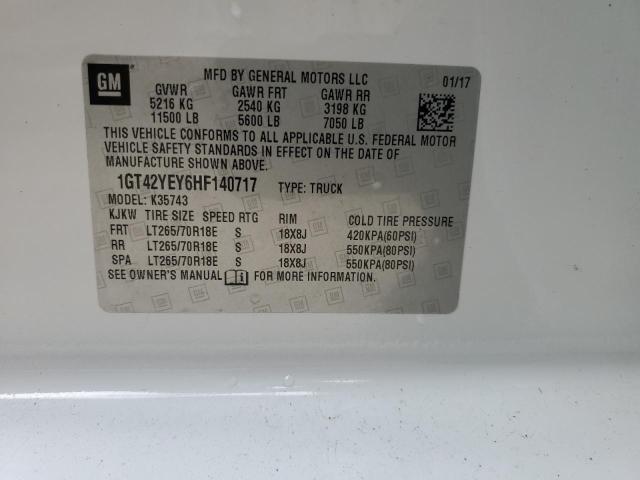 GM
MFD BY GENERAL MOTORS LLC 01/17
GVWR GAWR FRT GAWR RR
5216 KG 2540 KG 3198 KG
11500 LB 5600 LB 7050 LB
THIS VEHICLE CONFORMS TO ALL APPLICABLE U.S. FEDERAL MOTOR
VEHICLE SAFETY STANDARDS IN EFFECT ON THE DATE OF
MANUFACTURE SHOWN ABOVE.
1GT42YEY6HF140717 TYPE: TRUCK
MODEL: K35743
KJKW TIRE SIZE SPEED RTG RIM COLD TIRE PRESSURE
FRT LT265/70R18E S 18X8J 420KPA(60PSI)
RR LT265/70R18E S 18X8J 550KPA(80PSI)
SPA LT265/70R18E S 18X8J 550KPA(80PSI)
SEE OWNER'S MANUAL FOR MORE INFORMATION.